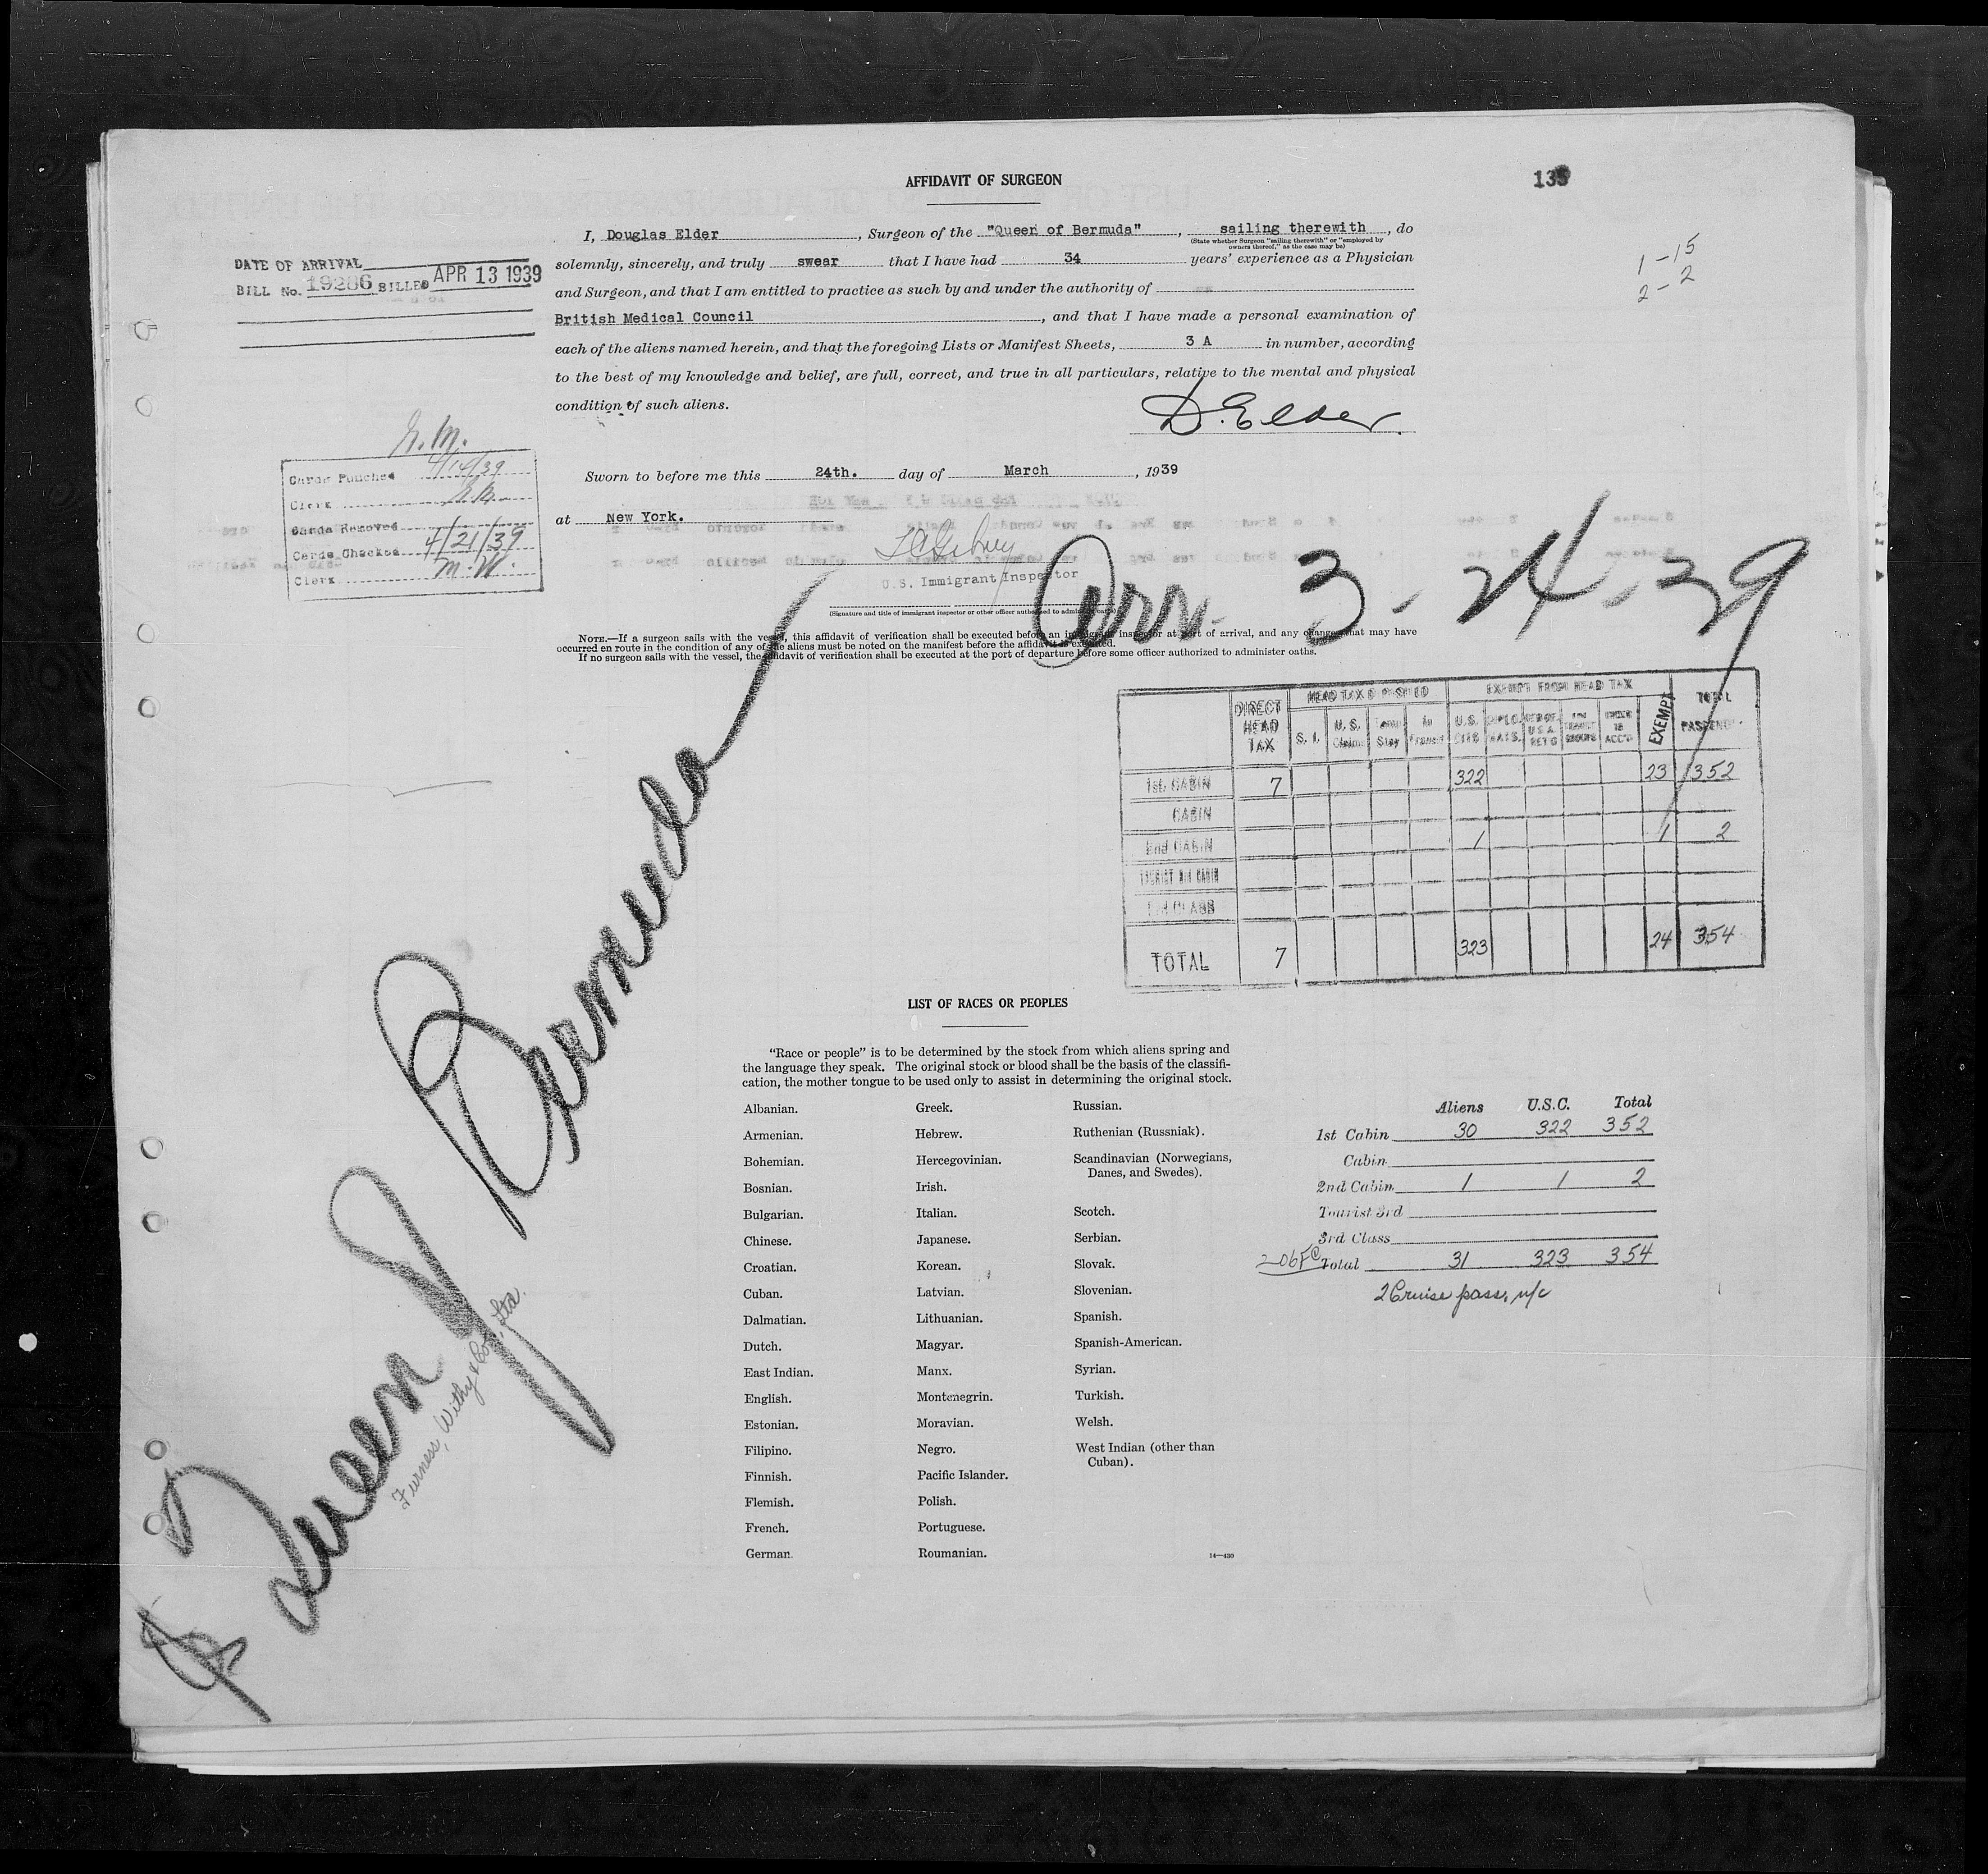 AFFIDAVIT OF SURGEON
I, Douglas Elder, Surgeon of the "Queen of Bermuda", sailing therewith, do
(State whether Surgeon "sailing therewith" or "employed by
owners thereof," as the case may be)
solemnly, sincerely, and truly swear that I have had 34 years' experience as a Physician
and Surgeon, and that I am entitled to practice as such by and under the authority of
British Medical Council, and that I have made a personal examination of
each of the aliens named herein, and that the foregoing Lists or Manifest Sheets, 3 A in number, according
to the best of my knowledge and belief, are full, correct, and true in all particulars, relative to the mental and physical
condition of such aliens.
D. Elder.
Sworn to before me this 24th. day of March, 1939
at New York.
U.S. Immigrant Inspector
(Signature and title of immigrant inspector or other officer authorized to administer oaths)
NOTE.—If a surgeon sails with the vessel, this affidavit of verification shall be executed before an immigrant inspector at port of arrival, and any changes that may have
occurred en route in the condition of any of the aliens must be noted on the manifest before the affidavit is executed.
If no surgeon sails with the vessel, the affidavit of verification shall be executed at the port of departure before some officer authorized to administer oaths.
DATE OF ARRIVAL
BILL No. 19286 BILLED APR 13 1939
1-15
2-2
Cards Punched 4/14/39
Clerk
Cards Removed
Cards Checked 4/21/39
Clerk M.W.
Arr. 3-24-39
Queen of Bermuda
Furness, Withy & Co., Ltd.
DIRECT HEAD TAX
EXEMPT FROM HEAD TAX
TOTAL
S. I. U. S. Claim Temp Stay In Transit U.S. CITS EXEMPT
1st CABIN 7 322 23 352
CABIN
2nd CABIN 1 1 2
TOTAL 7 323 24 354
LIST OF RACES OR PEOPLES
"Race or people" is to be determined by the stock from which aliens spring and
the language they speak. The original stock or blood shall be the basis of the classifi-
cation, the mother tongue to be used only to assist in determining the original stock.
Albanian.
Armenian.
Bohemian.
Bosnian.
Bulgarian.
Chinese.
Croatian.
Cuban.
Dalmatian.
Dutch.
East Indian.
English.
Estonian.
Filipino.
Finnish.
Flemish.
French.
German.
Greek.
Hebrew.
Hercegovinian.
Irish.
Italian.
Japanese.
Korean.
Latvian.
Lithuanian.
Magyar.
Manx.
Montenegrin.
Moravian.
Negro.
Pacific Islander.
Polish.
Portuguese.
Roumanian.
Russian.
Ruthenian (Russniak).
Scandinavian (Norwegians,
Danes, and Swedes).
Scotch.
Serbian.
Slovak.
Slovenian.
Spanish.
Spanish-American.
Syrian.
Turkish.
Welsh.
West Indian (other than
Cuban).
14—430
Aliens U.S.C. Total
1st Cabin 30 322 352
Cabin
2nd Cabin 1 1 2
Tourist 3rd
3rd Class
Total 31 323 354
2 Cruise pass, n/c